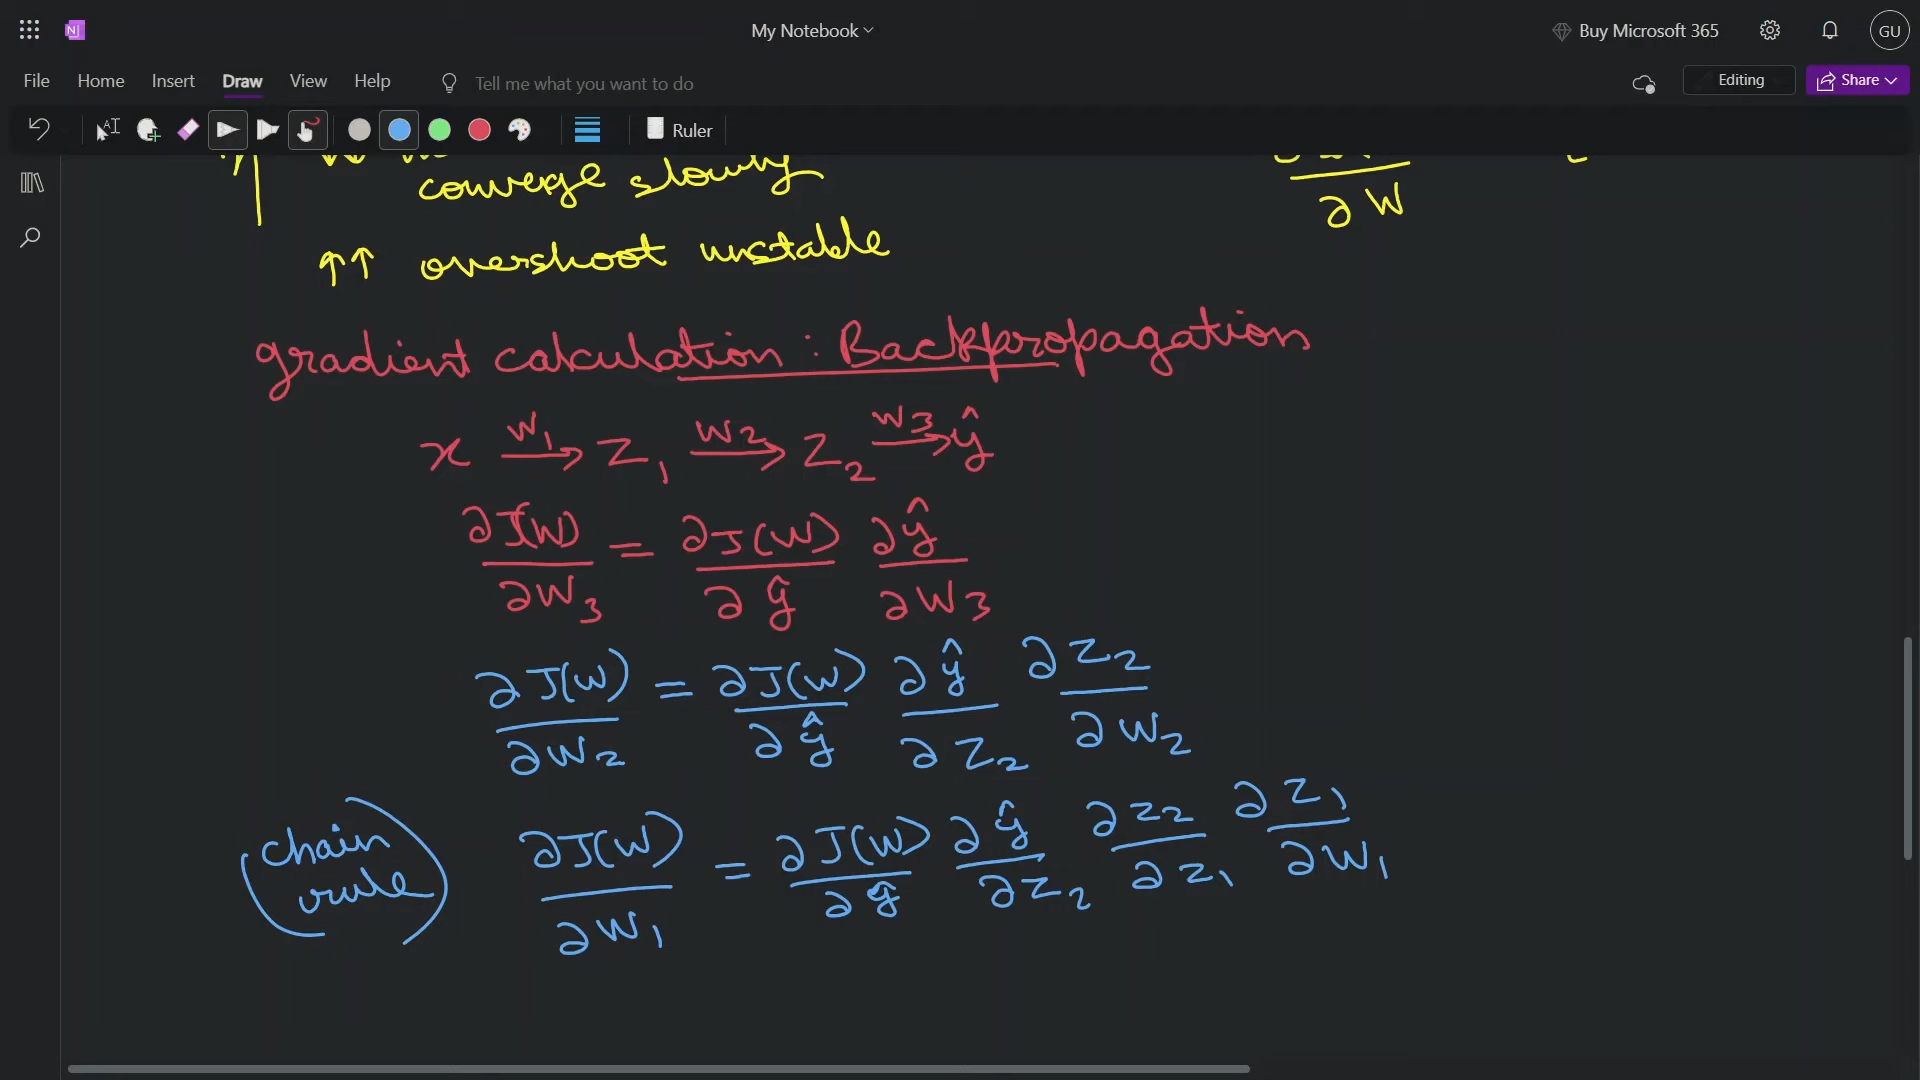 My Notebook
Buy Microsoft 365
GU
File Home Insert Draw View Help Tell me what you want to do
Editing Share
Ruler
converge slowly
∂W
↑↑ overshoot unstable
gradient calculation : Backpropagation
x —W₁→ Z₁ —W₂→ Z₂ —W₃→ ŷ
∂J(W)/∂W₃ = ∂J(W)/∂ŷ ∂ŷ/∂W₃
∂J(W)/∂W₂ = ∂J(W)/∂ŷ ∂ŷ/∂Z₂ ∂Z₂/∂W₂
(chain rule) ∂J(W)/∂W₁ = ∂J(W)/∂ŷ ∂ŷ/∂Z₂ ∂Z₂/∂Z₁ ∂Z₁/∂W₁